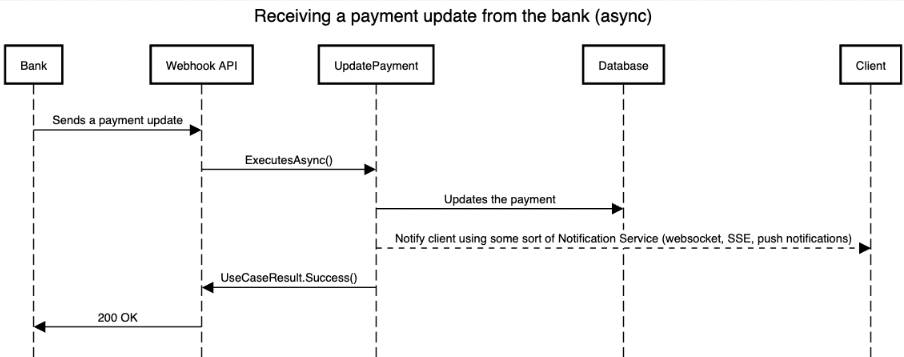 Receiving a payment update from the bank (async)
Bank
Webhook API
UpdatePayment
Database
Client
Sends a payment update
ExecutesAsync()
Updates the payment
Notify client using some sort of Notification Service (websocket, SSE, push notifications)
UseCaseResult.Success()
200 OK